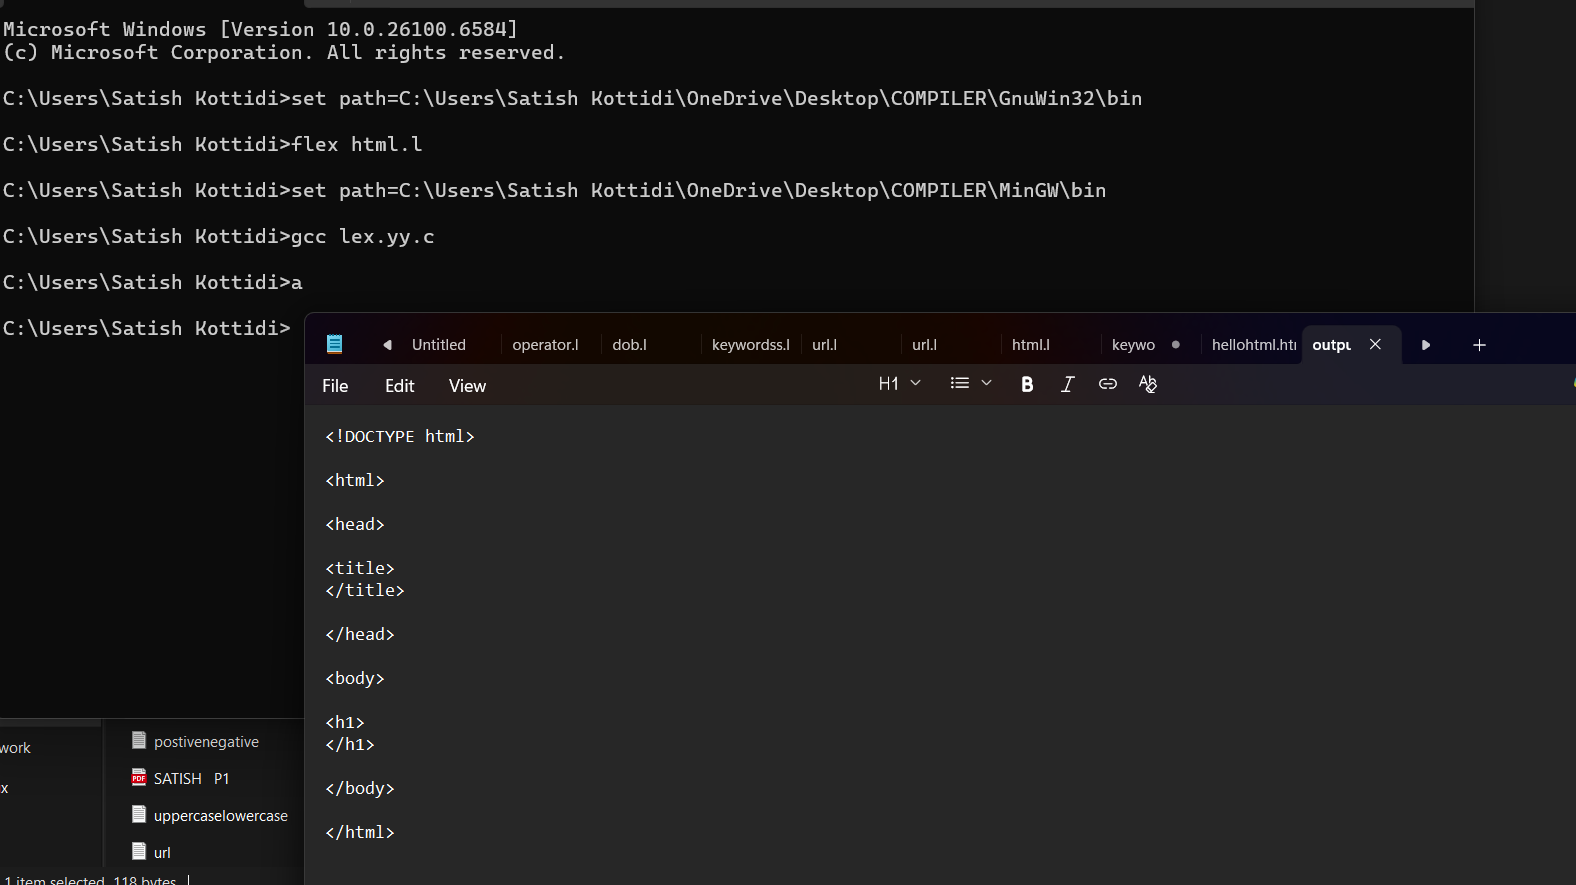 Microsoft Windows [Version 10.0.26100.6584]
(c) Microsoft Corporation. All rights reserved.
C:\Users\Satish Kottidi>set path=C:\Users\Satish Kottidi\OneDrive\Desktop\COMPILER\GnuWin32\bin
C:\Users\Satish Kottidi>flex html.l
C:\Users\Satish Kottidi>set path=C:\Users\Satish Kottidi\OneDrive\Desktop\COMPILER\MinGW\bin
C:\Users\Satish Kottidi>gcc lex.yy.c
C:\Users\Satish Kottidi>a
C:\Users\Satish Kottidi>
Untitled operator.l dob.l keywordss.l url.l url.l html.l keywo hellohtml.ht outpu
File Edit View H1 B I
<!DOCTYPE html>
<html>
<head>
<title>
</title>
</head>
<body>
<h1>
</h1>
</body>
</html>
work
x
postivenegative
SATISH P1
uppercaselowercase
url
1 item selected 118 bytes